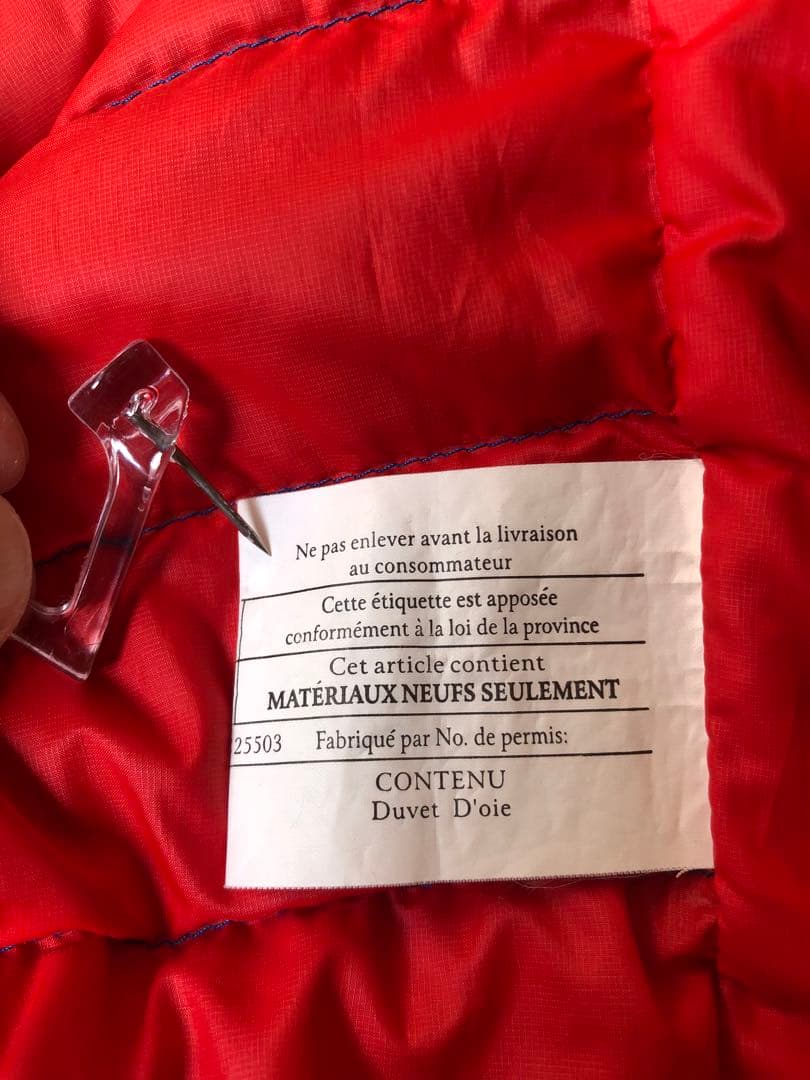 Ne pas enlever avant la livraison
au consommateur
Cette étiquette est apposée
conformément à la loi de la province
Cet article contient
MATÉRIAUX NEUFS SEULEMENT
25503 Fabriqué par No. de permis:
CONTENU
Duvet D'oie